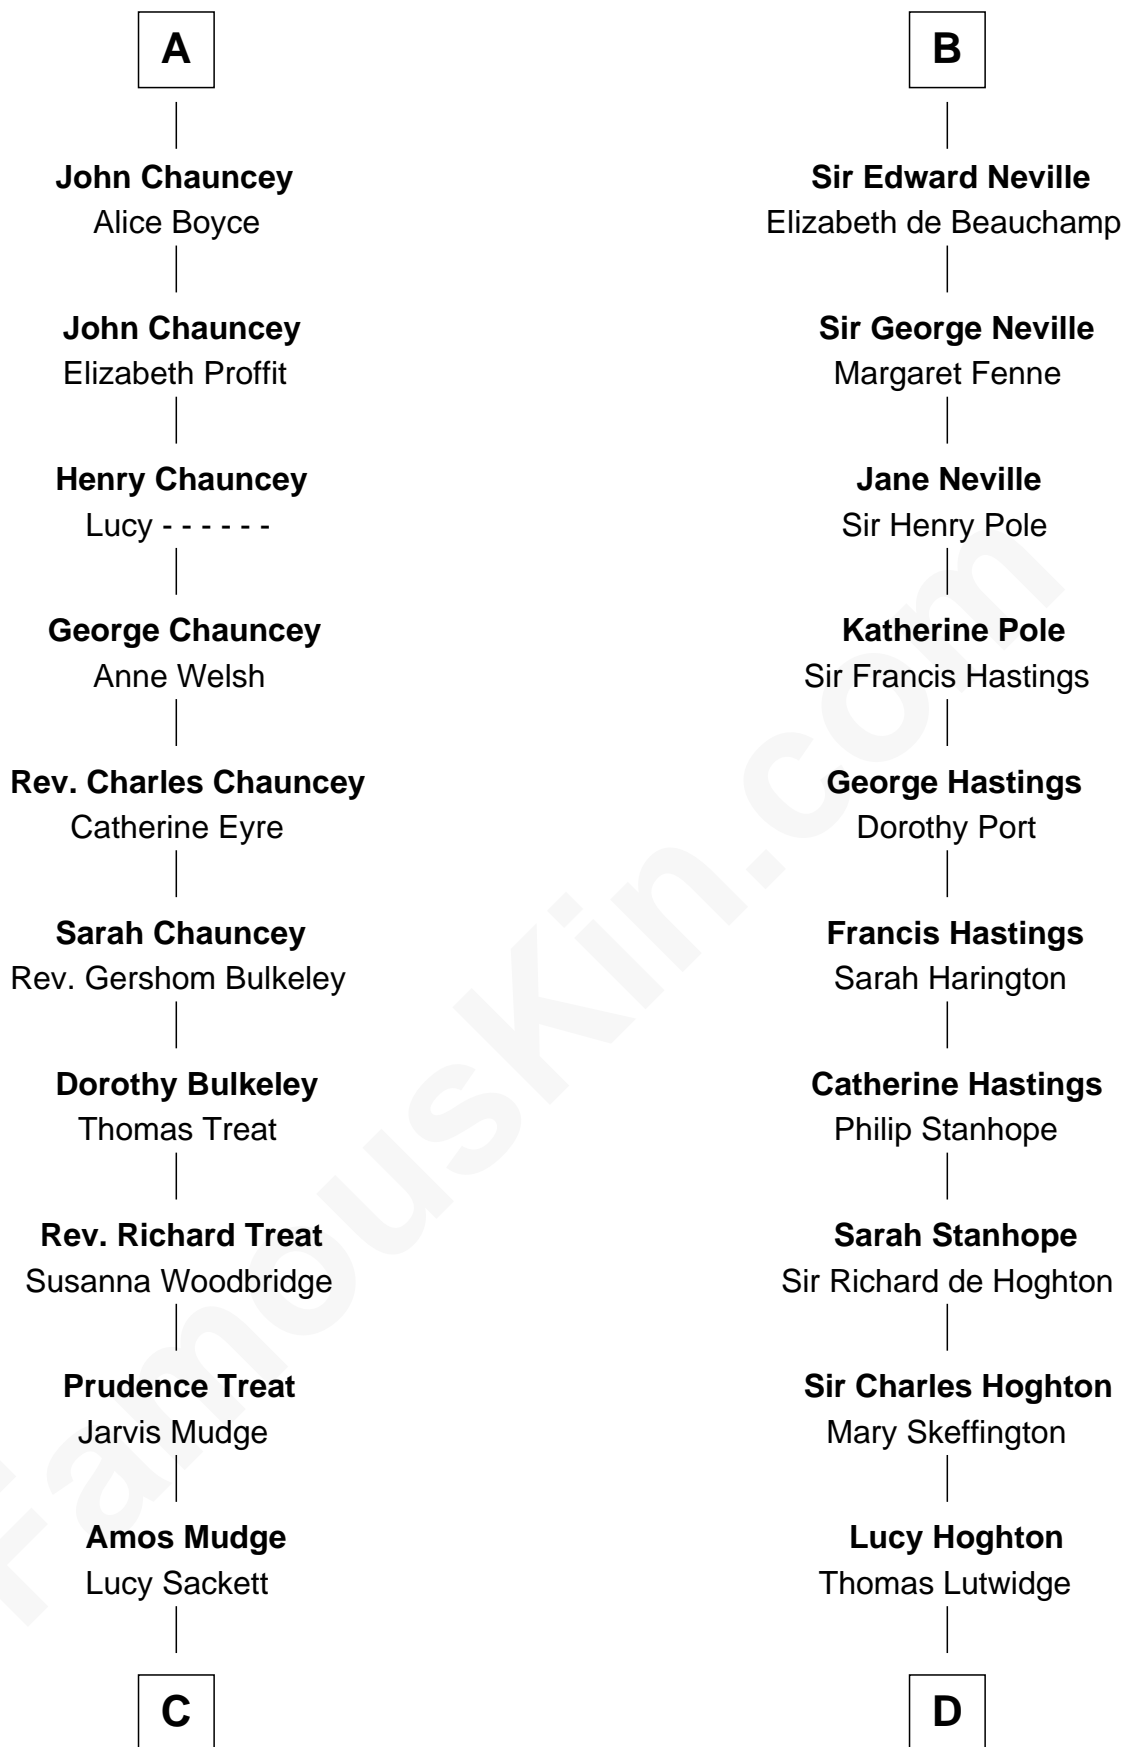 A
John Chauncey
Alice Boyce
John Chauncey
Elizabeth Proffit
Henry Chauncey
Lucy - - - - - -
George Chauncey
Anne Welsh
Rev. Charles Chauncey
Catherine Eyre
Sarah Chauncey
Rev. Gershom Bulkeley
Dorothy Bulkeley
Thomas Treat
Rev. Richard Treat
Susanna Woodbridge
Prudence Treat
Jarvis Mudge
Amos Mudge
Lucy Sackett
C
B
Sir Edward Neville
Elizabeth de Beauchamp
Sir George Neville
Margaret Fenne
Jane Neville
Sir Henry Pole
Katherine Pole
Sir Francis Hastings
George Hastings
Dorothy Port
Francis Hastings
Sarah Harington
Catherine Hastings
Philip Stanhope
Sarah Stanhope
Sir Richard de Hoghton
Sir Charles Hoghton
Mary Skeffington
Lucy Hoghton
Thomas Lutwidge
D
FamousKin.com